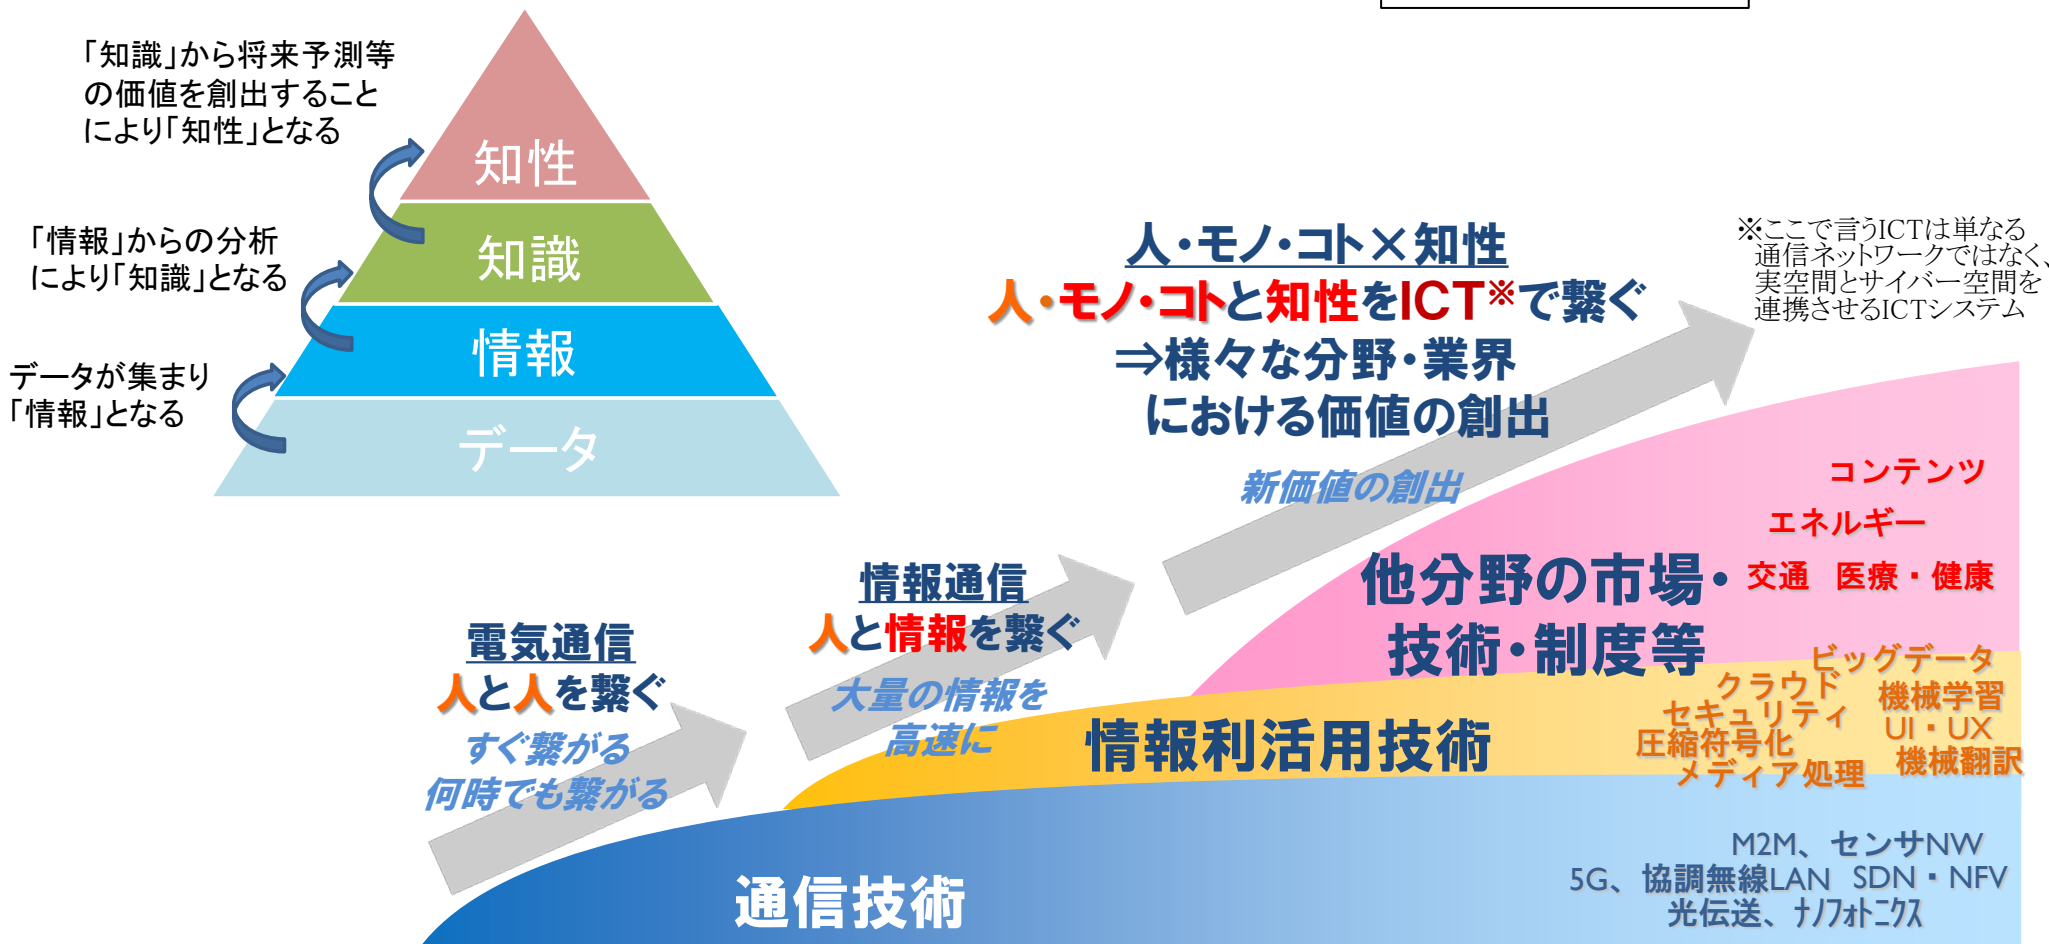 「知識」から将来予測等
の価値を創出すること
により「知性」となる
「情報」からの分析
により「知識」となる
データが集まり
「情報」となる
知性
知識
情報
データ
人・モノ・コト×知性
人・モノ・コトと知性をICT※で繋ぐ
⇒様々な分野・業界
における価値の創出
新価値の創出
※ここで言うICTは単なる
通信ネットワークではなく、
実空間とサイバー空間を
連携させるICTシステム
情報通信
人と情報を繋ぐ
大量の情報を
高速に
電気通信
人と人を繋ぐ
すぐ繋がる
何時でも繋がる
コンテンツ
エネルギー
交通 医療・健康
他分野の市場・
技術・制度等
ビッグデータ
クラウド
機械学習
セキュリティ
UI・UX
圧縮符号化
機械翻訳
メディア処理
情報利活用技術
M2M、センサNW
5G、協調無線LAN SDN・NFV
光伝送、ナノフォトニクス
通信技術